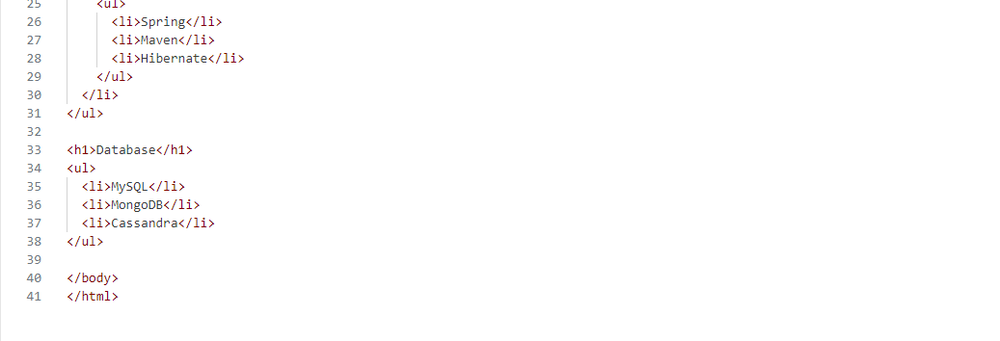 25 <ul>
26 <li>Spring</li>
27 <li>Maven</li>
28 <li>Hibernate</li>
29 </ul>
30 </li>
31 </ul>
32
33 <h1>Database</h1>
34 <ul>
35 <li>MySQL</li>
36 <li>MongoDB</li>
37 <li>Cassandra</li>
38 </ul>
39
40 </body>
41 </html>